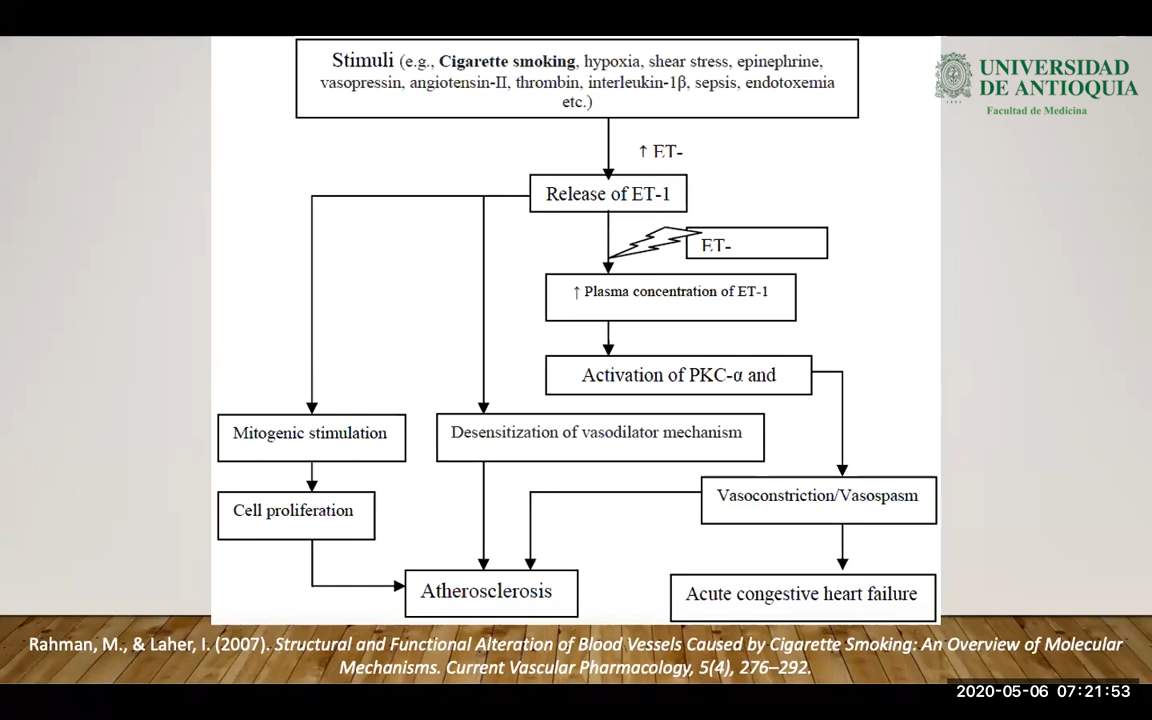 Stimuli (e.g., Cigarette smoking, hypoxia, shear stress, epinephrine,
vasopressin, angiotensin-II, thrombin, interleukin-1β, sepsis, endotoxemia
etc.)
UNIVERSIDAD
DE ANTIOQUIA
Facultad de Medicina
↑ ET-
Release of ET-1
ET-
↑ Plasma concentration of ET-1
Activation of PKC-α and
Mitogenic stimulation
Desensitization of vasodilator mechanism
Cell proliferation
Vasoconstriction/Vasospasm
Atherosclerosis
Acute congestive heart failure
Rahman, M., & Laher, I. (2007). Structural and Functional Alteration of Blood Vessels Caused by Cigarette Smoking: An Overview of Molecular
Mechanisms. Current Vascular Pharmacology, 5(4), 276–292.
2020-05-06 07:21:53